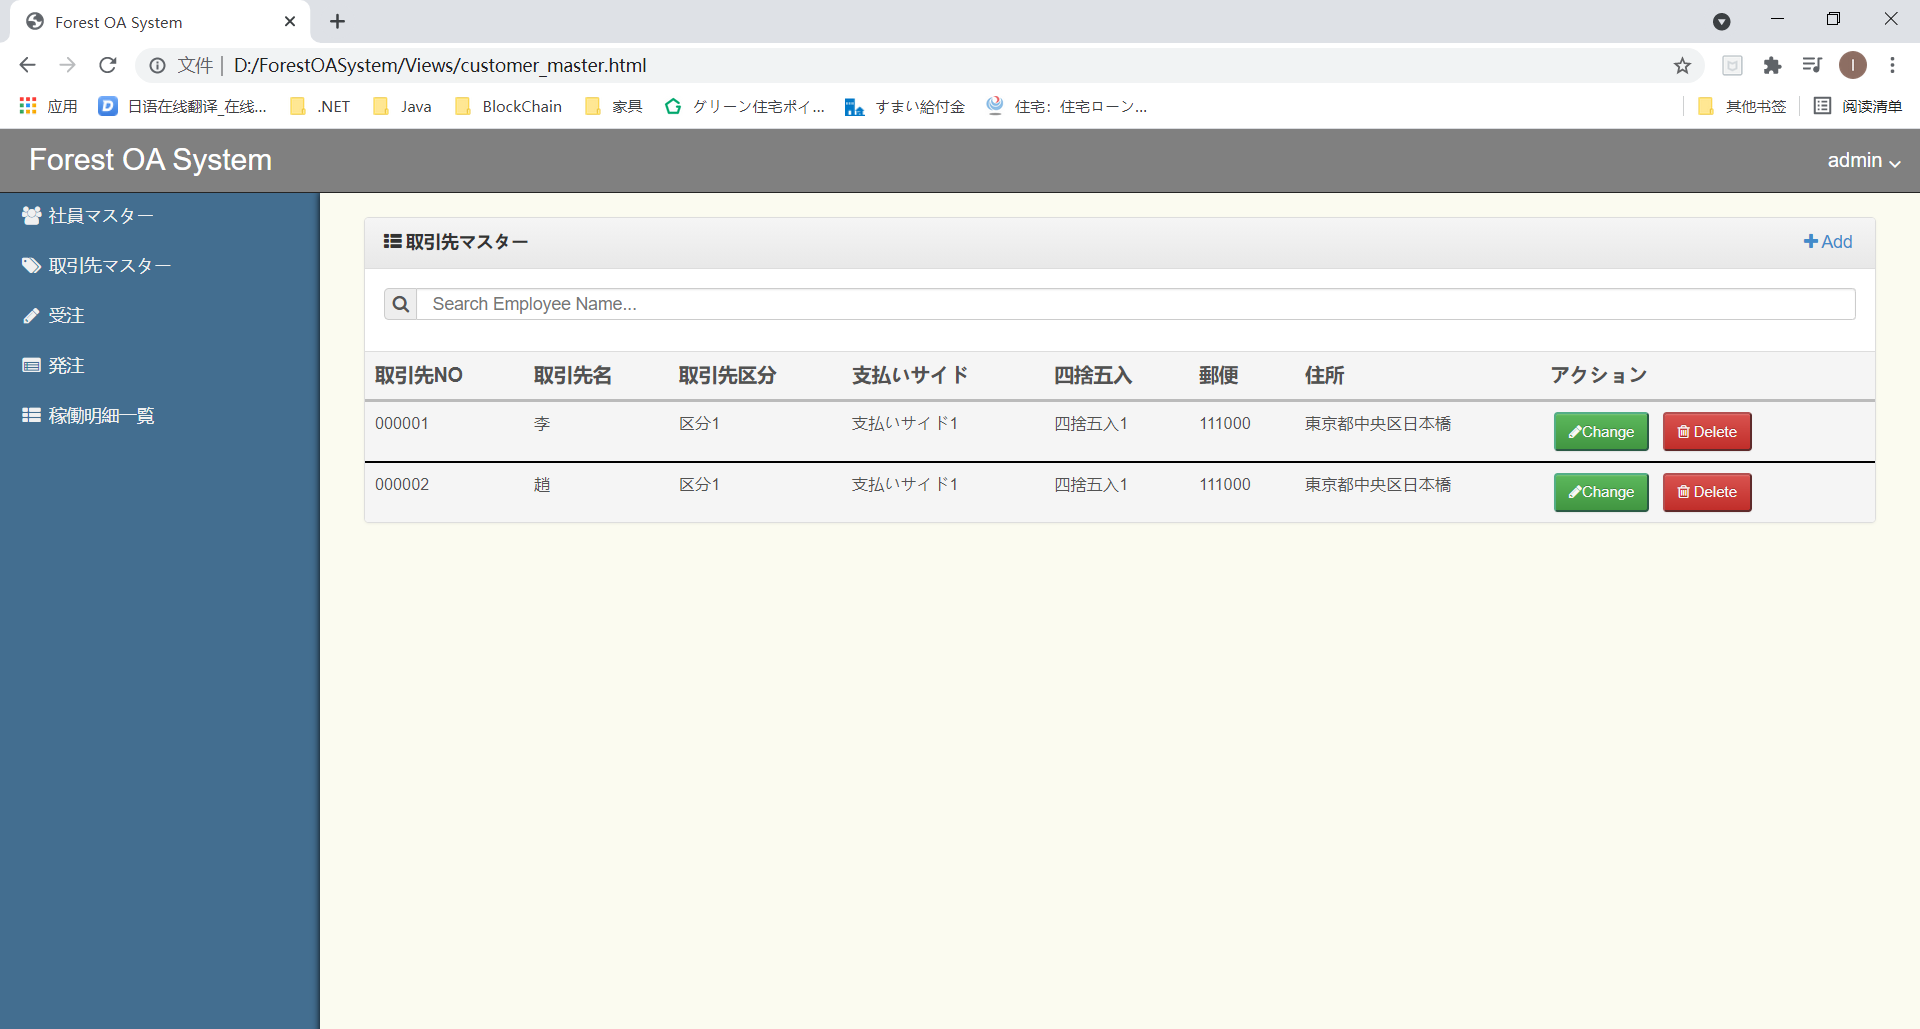 Forest OA System
文件 | D:/ForestOASystem/Views/customer_master.html
I
应用
日语在线翻译_在线...
.NET
Java
BlockChain
家具
グリーン住宅ポイ...
すまい給付金
住宅：住宅ローン...
其他书签
阅读清单
Forest OA System
admin
社員マスター
取引先マスター
受注
発注
稼働明細一覧
取引先マスター
Add
Search Employee Name...
取引先NO 取引先名 取引先区分 支払いサイド 四捨五入 郵便 住所 アクション
000001 李 区分1 支払いサイド1 四捨五入1 111000 東京都中央区日本橋 Change Delete
000002 趙 区分1 支払いサイド1 四捨五入1 111000 東京都中央区日本橋 Change Delete